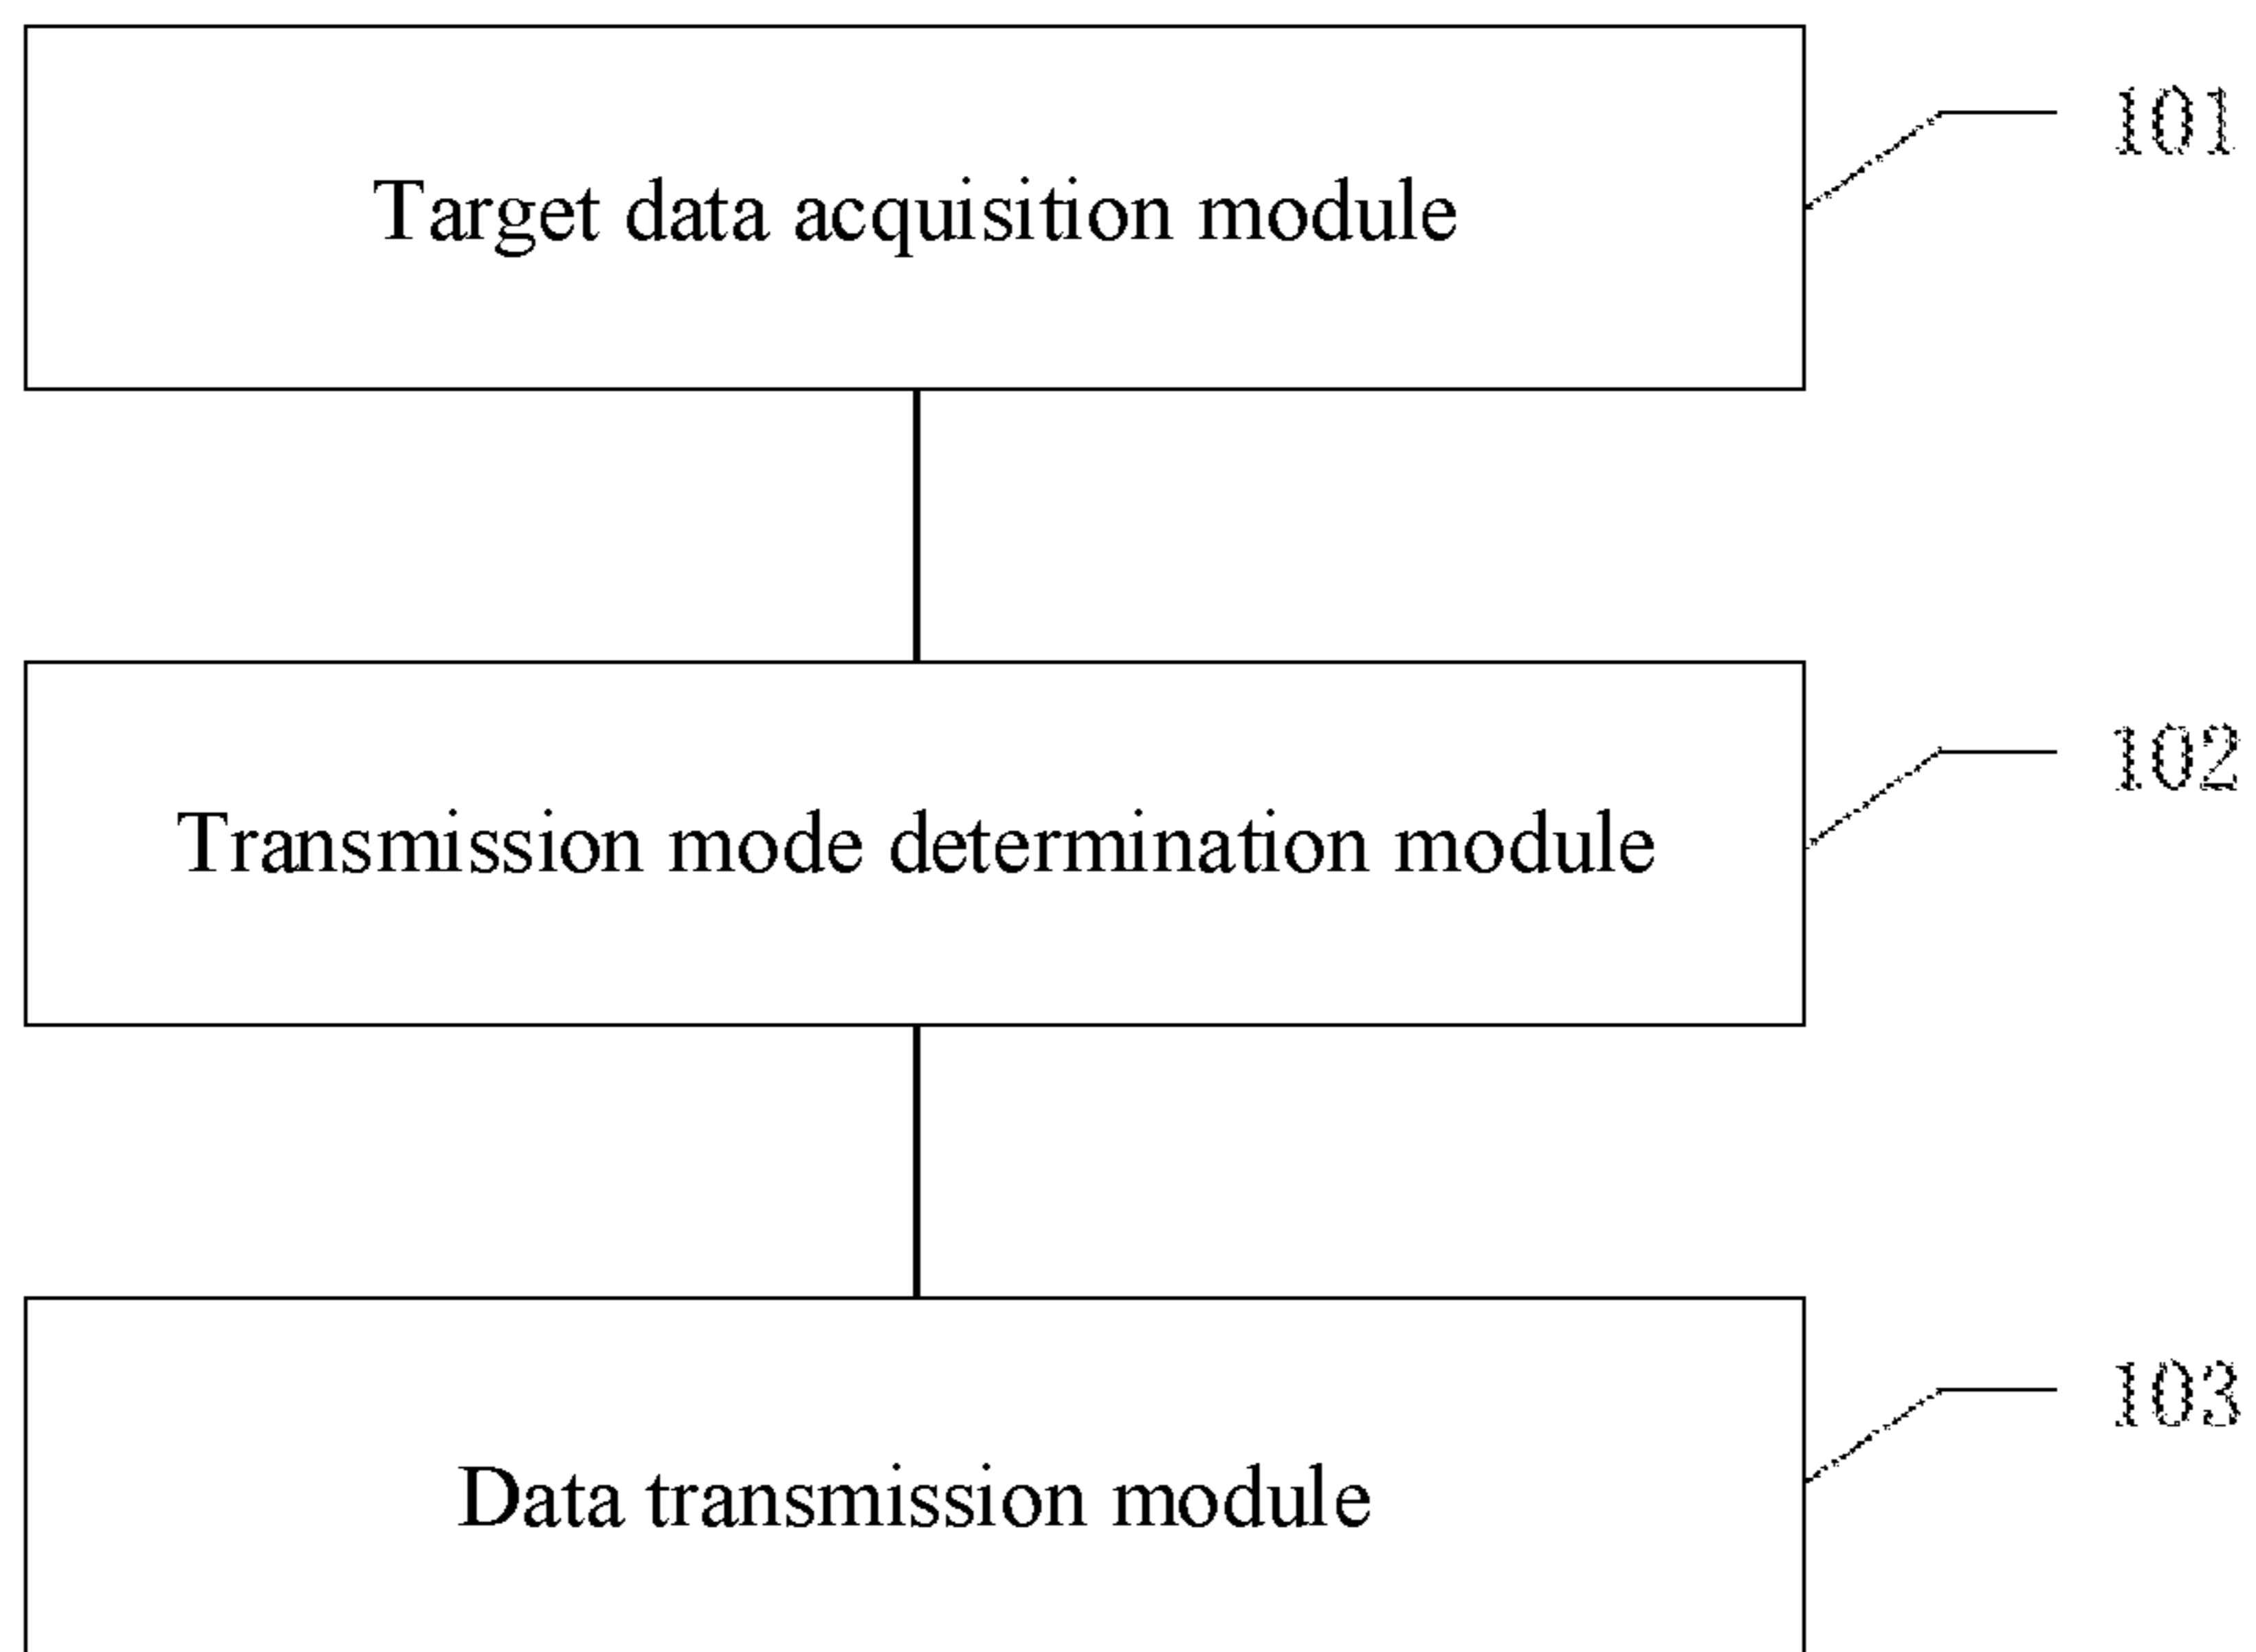 101
Target data acquisition module
102
Transmission mode determination module
103
Data transmission module